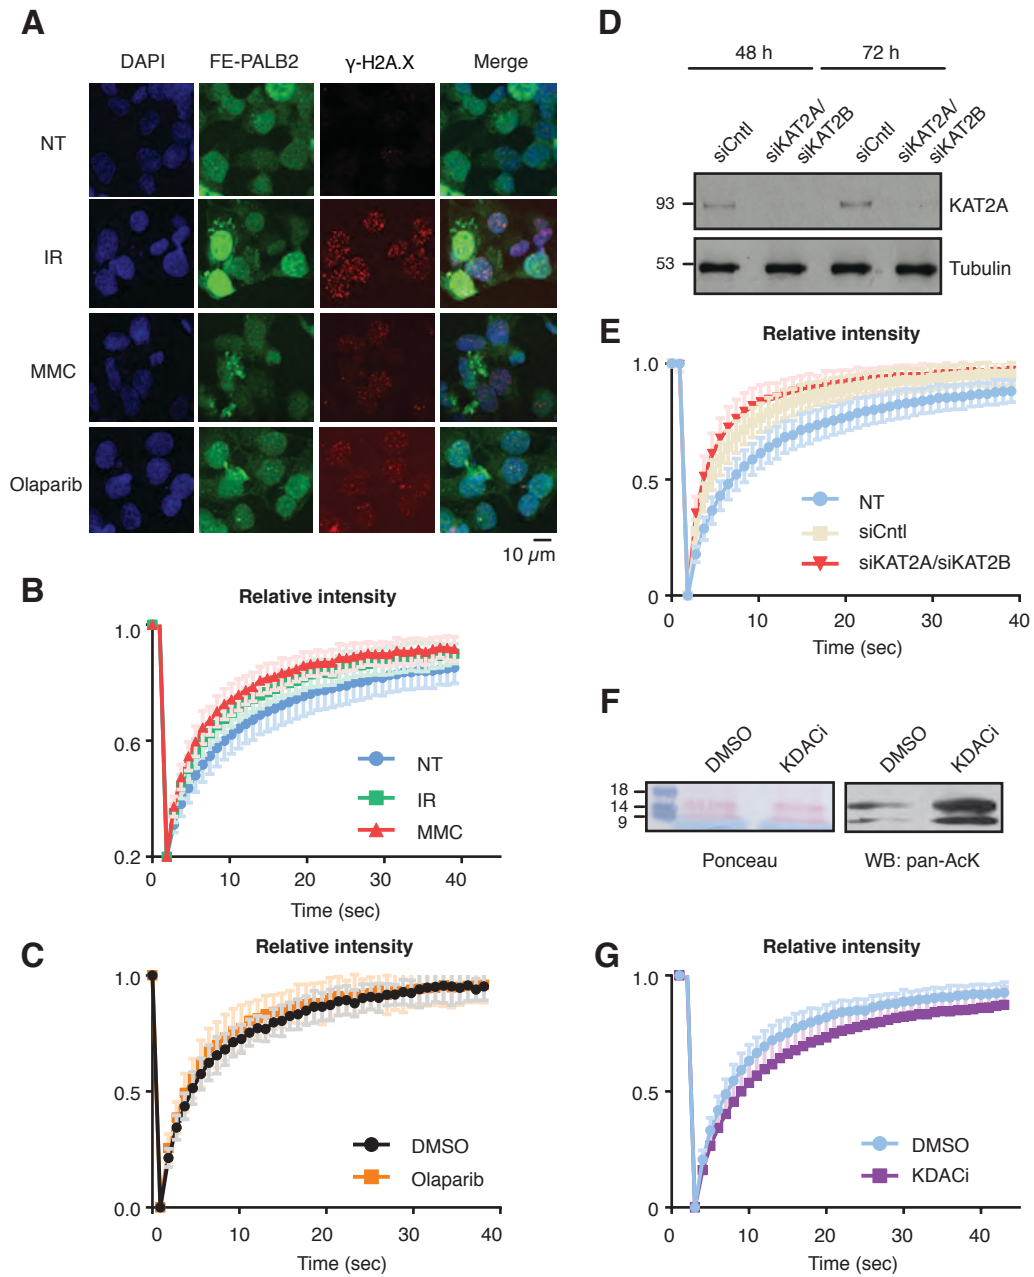 A
DAPI FE-PALB2 γ-H2A.X Merge
NT
IR
MMC
Olaparib
10 µm
B
Relative intensity
1.0
0.6
0.2
NT
IR
MMC
0 10 20 30 40
Time (sec)
C
Relative intensity
1.0
0.5
0.0
DMSO
Olaparib
0 10 20 30 40
Time (sec)
D
48 h 72 h
siCntl siKAT2A/ siKAT2B siCntl siKAT2A/ siKAT2B
93 KAT2A
53 Tubulin
E
Relative intensity
1.0
0.5
0
NT
siCntl
siKAT2A/siKAT2B
0 10 20 30 40
Time (sec)
F
DMSO KDACi DMSO KDACi
18
14
9
Ponceau WB: pan-AcK
G
Relative intensity
1.0
0.5
0
DMSO
KDACi
0 10 20 30 40
Time (sec)